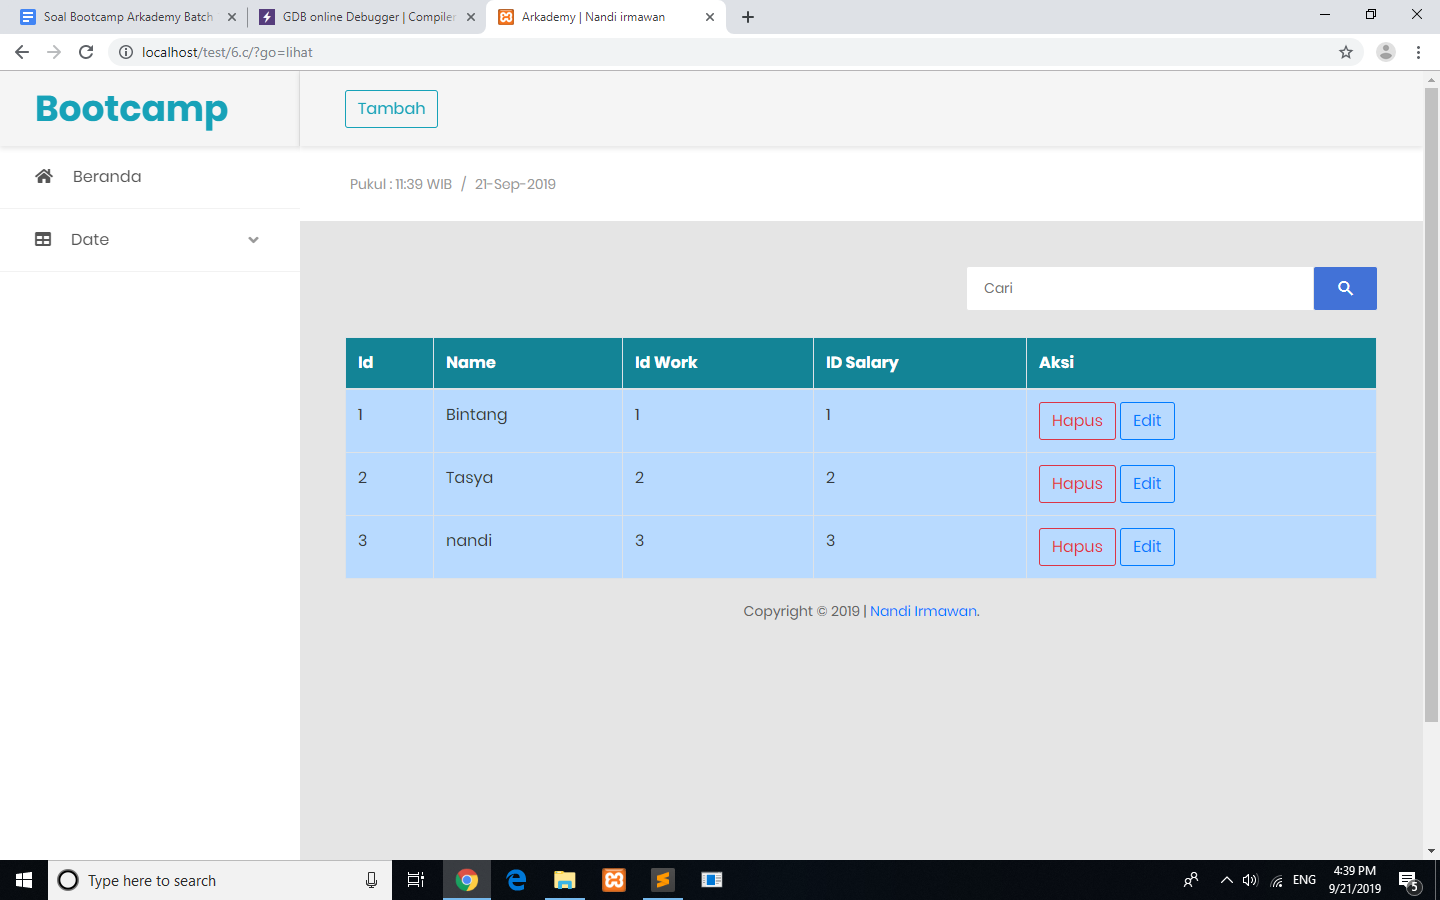 Soal Bootcamp Arkademy Batch
GDB online Debugger | Compiler
Arkademy | Nandi irmawan
localhost/test/6.c/?go=lihat
Bootcamp
Tambah
Beranda
Pukul : 11:39 WIB / 21-Sep-2019
Date
Cari
Id Name Id Work ID Salary Aksi
1 Bintang 1 1 Hapus Edit
2 Tasya 2 2 Hapus Edit
3 nandi 3 3 Hapus Edit
Copyright © 2019 | Nandi Irmawan.
Type here to search
ENG
4:39 PM
9/21/2019
5